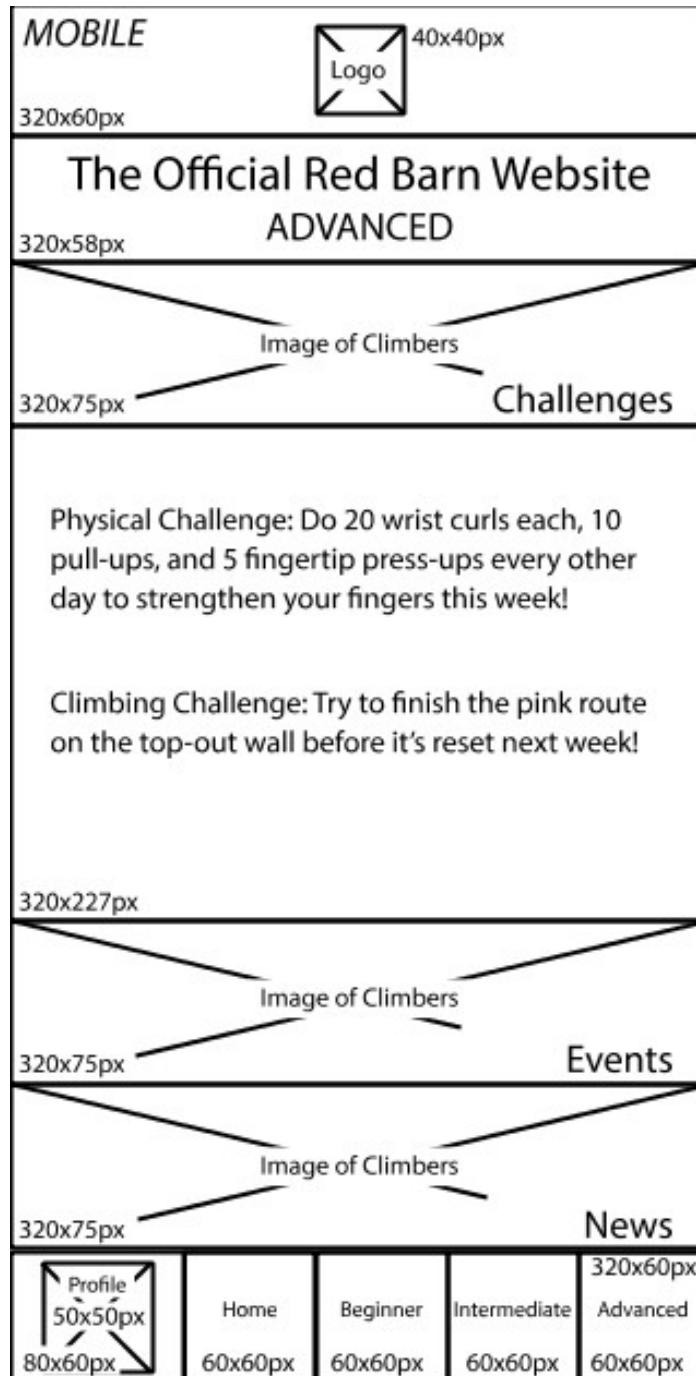 MOBILE
40x40px
Logo
320x60px
The Official Red Barn Website
ADVANCED
320x58px
Image of Climbers
320x75px
Challenges
Physical Challenge: Do 20 wrist curls each, 10
pull-ups, and 5 fingertip press-ups every other
day to strengthen your fingers this week!
Climbing Challenge: Try to finish the pink route
on the top-out wall before it’s reset next week!
320x227px
Image of Climbers
320x75px
Events
Image of Climbers
320x75px
News
320x60px
Profile
50x50px
80x60px
Home
60x60px
Beginner
60x60px
Intermediate
60x60px
Advanced
60x60px